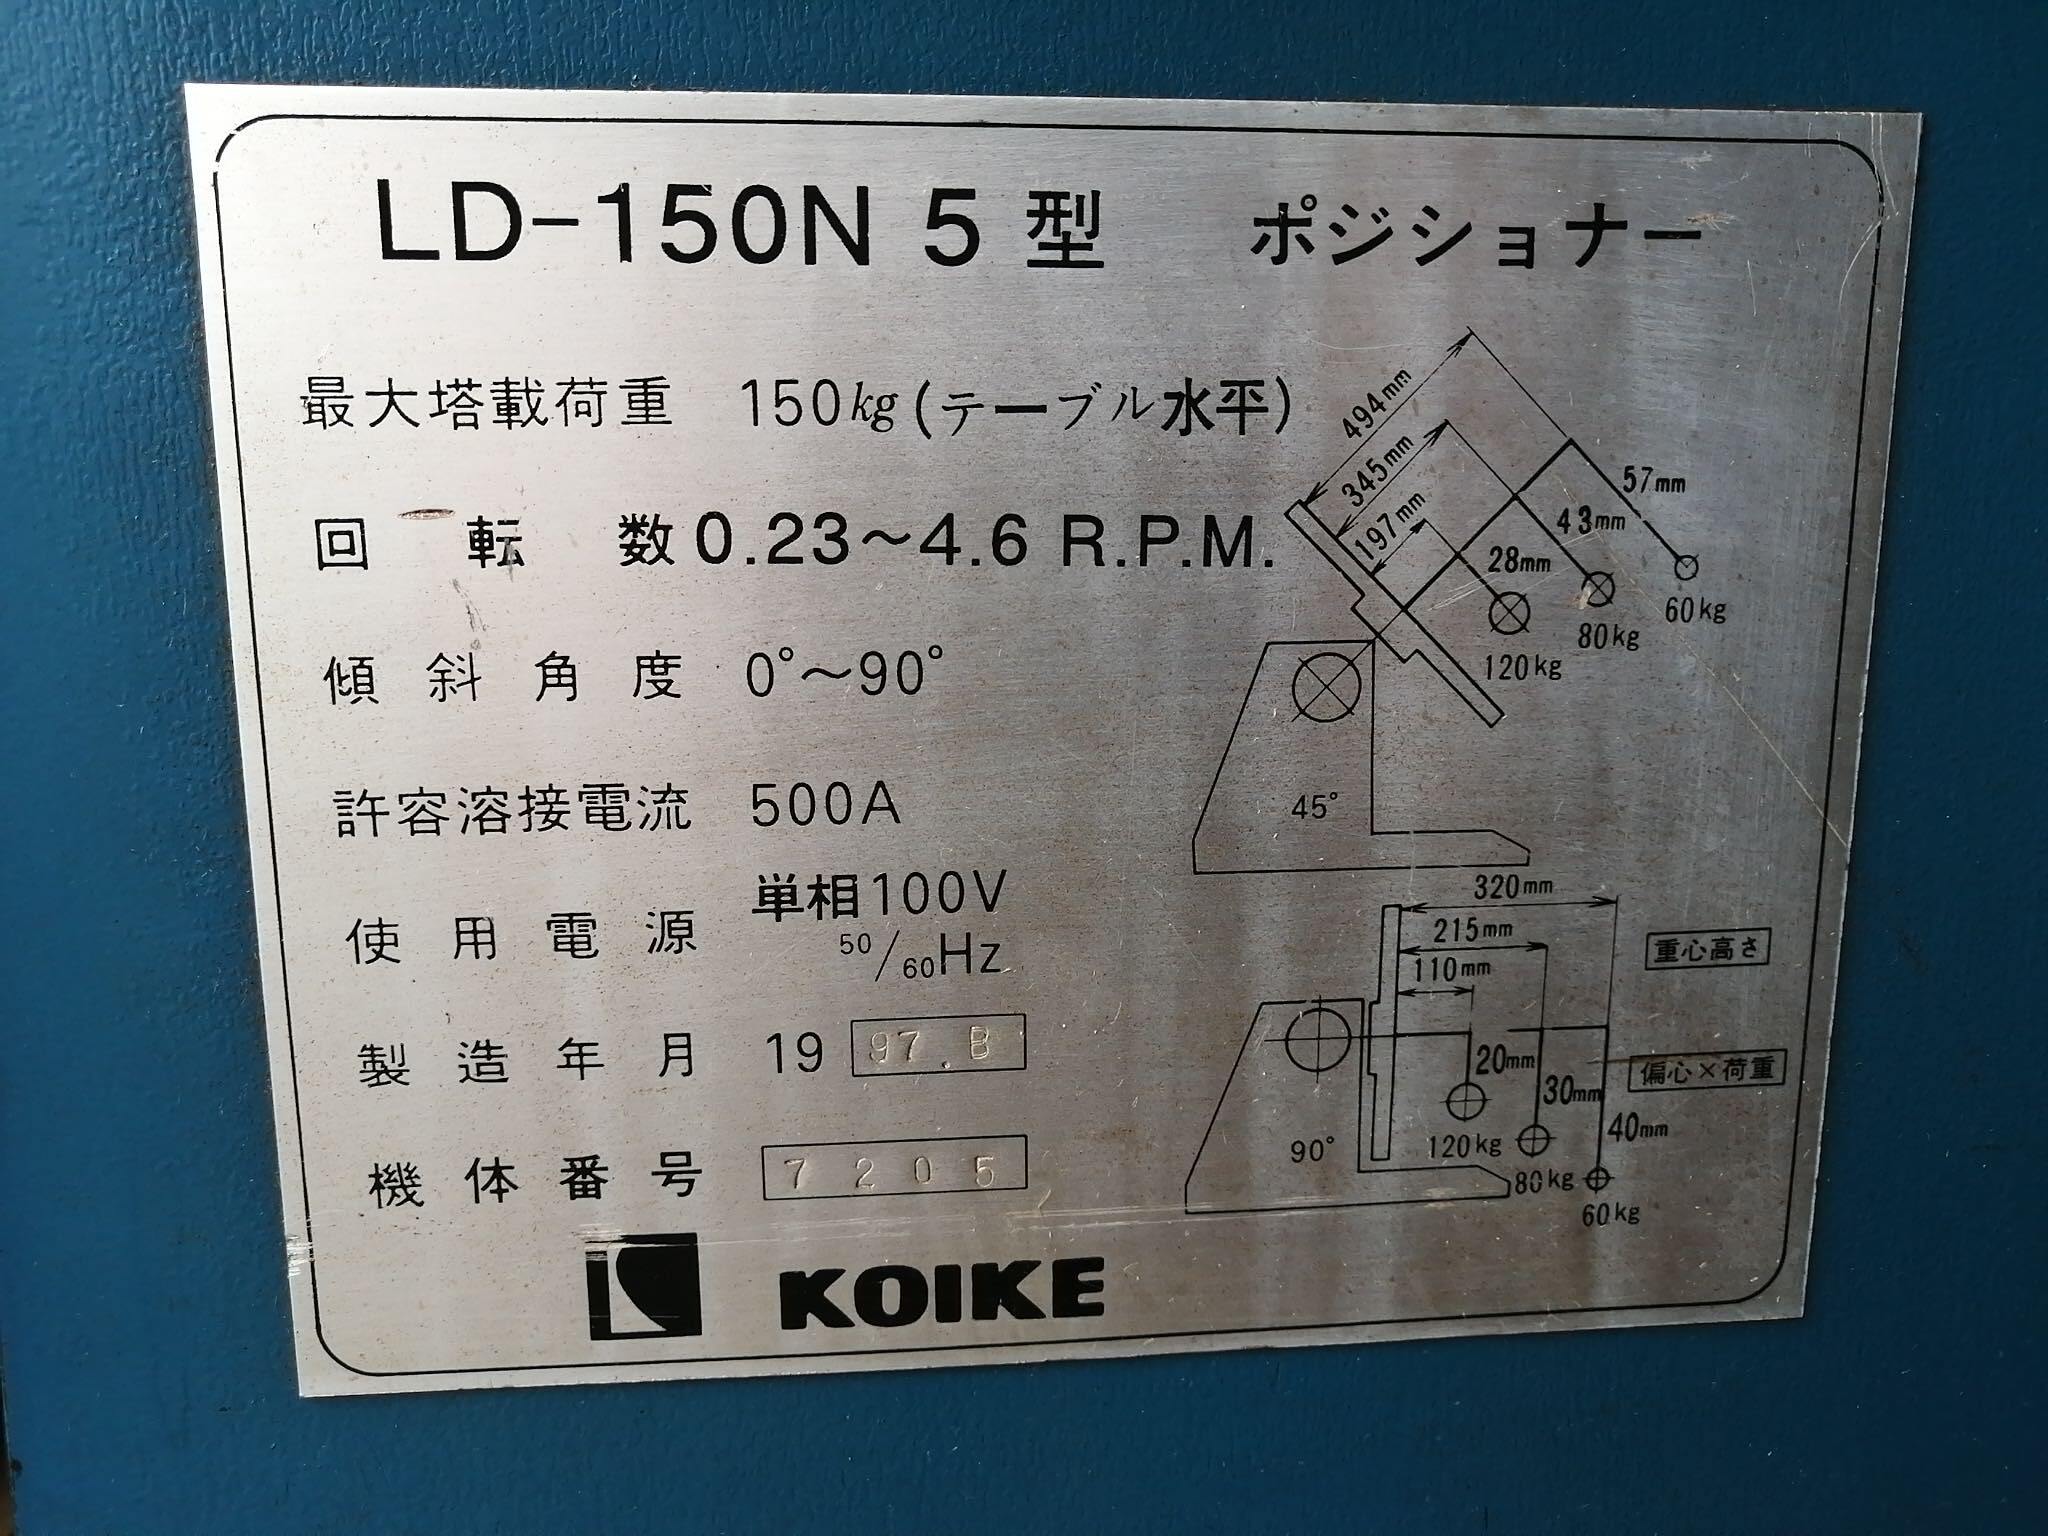 LD-150N 5 型 ポジショナー
最大塔載荷重 150kg (テーブル水平)
回転数 0.23～4.6 R.P.M.
傾斜角度 0°～90°
許容溶接電流 500A
使用電源 単相100V
50/60Hz
製造年月 19 97.8
機体番号 7205
KOIKE
494mm
345mm
197mm
57mm
43mm
28mm
60kg
80kg
120kg
45°
320mm
215mm
110mm
重心高さ
20mm
30mm
40mm
偏心×荷重
90°
120kg
80kg
60kg